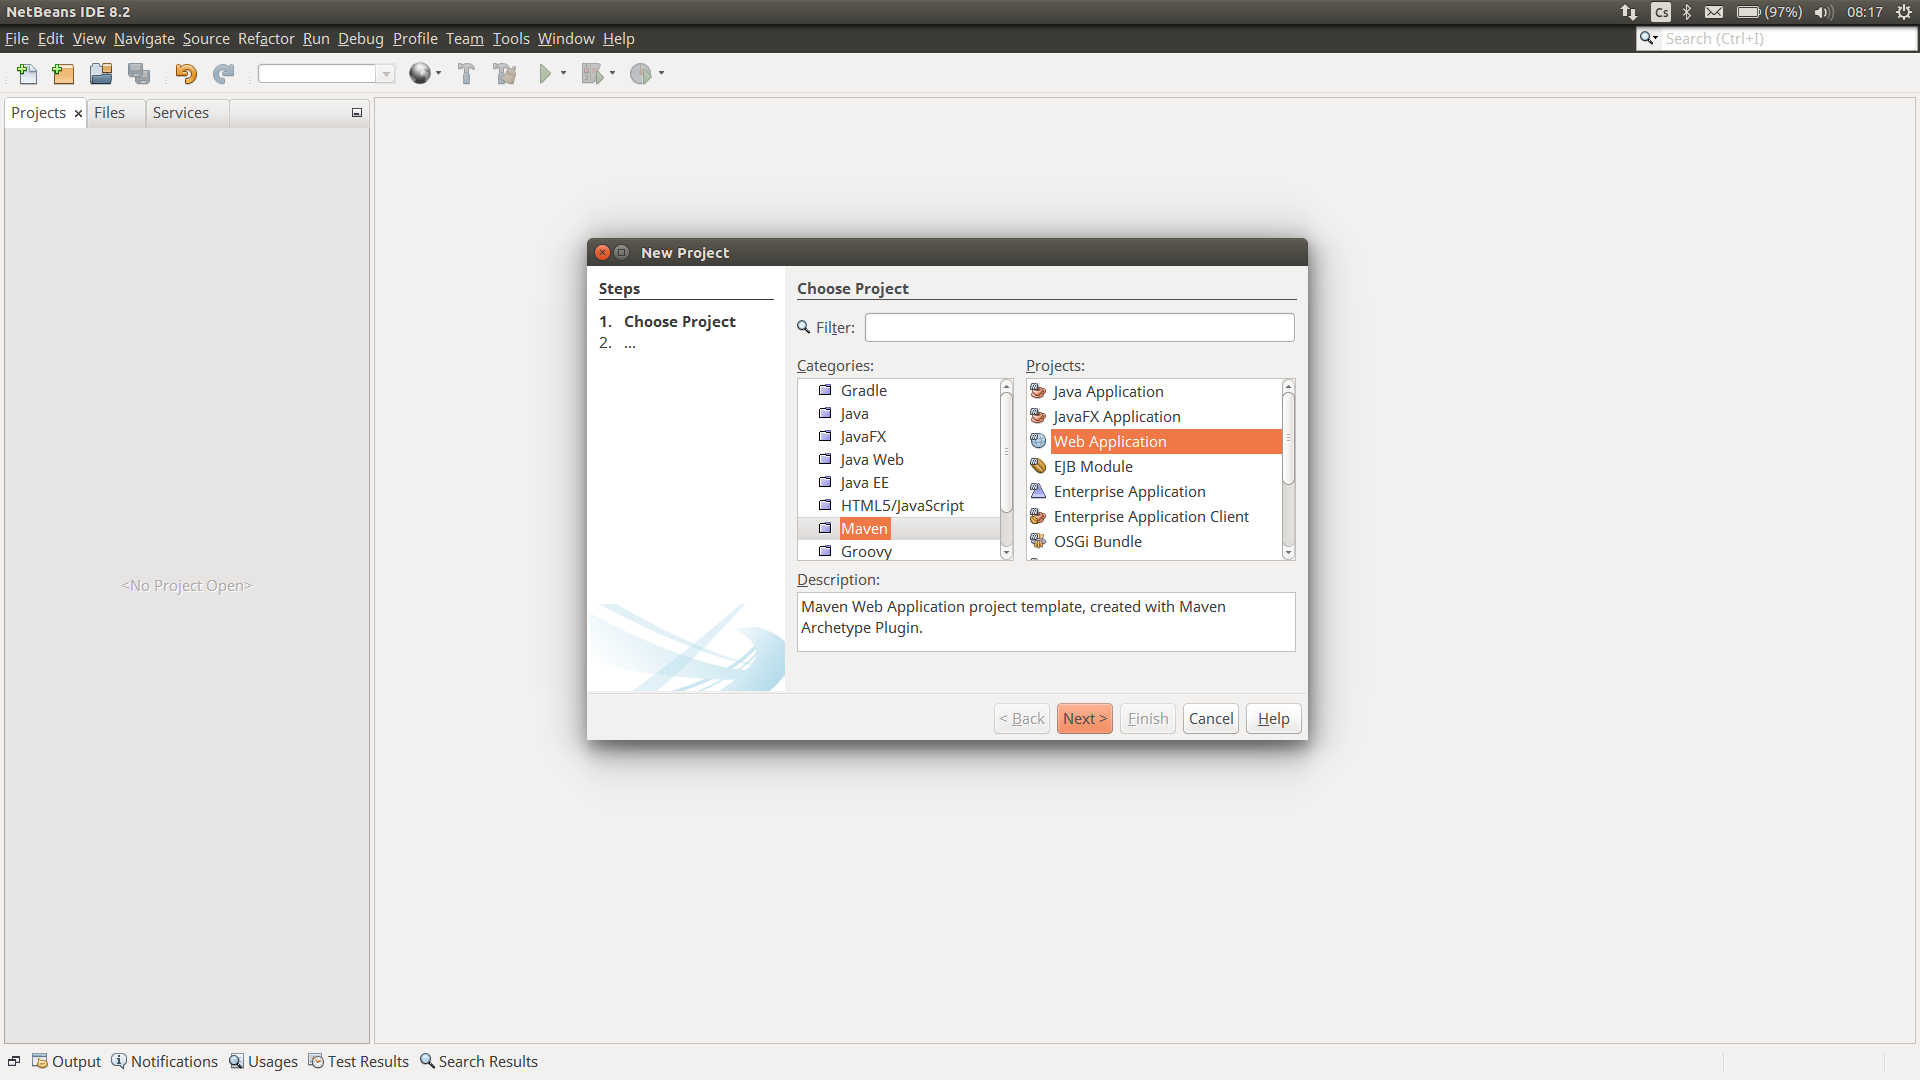 NetBeans IDE 8.2
Cs
(97%)
08:17
File Edit View Navigate Source Refactor Run Debug Profile Team Tools Window Help
Search (Ctrl+I)
Projects Files Services
<No Project Open>
New Project
Steps
1. Choose Project
2. ...
Choose Project
Filter:
Categories:
Gradle
Java
JavaFX
Java Web
Java EE
HTML5/JavaScript
Maven
Groovy
Projects:
Java Application
JavaFX Application
Web Application
EJB Module
Enterprise Application
Enterprise Application Client
OSGi Bundle
Description:
Maven Web Application project template, created with Maven
Archetype Plugin.
< Back Next > Finish Cancel Help
Output Notifications Usages Test Results Search Results